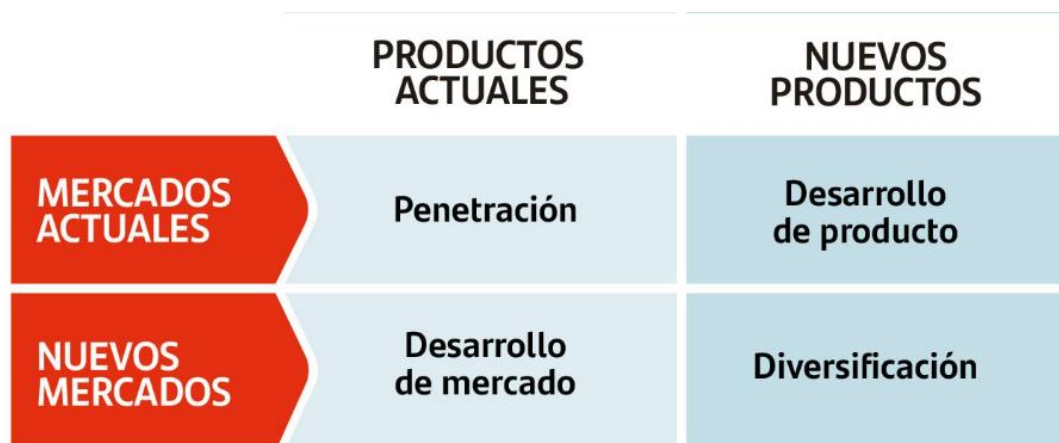 PRODUCTOS
ACTUALES
NUEVOS
PRODUCTOS
MERCADOS
ACTUALES
Penetración
Desarrollo
de producto
NUEVOS
MERCADOS
Desarrollo
de mercado
Diversificación